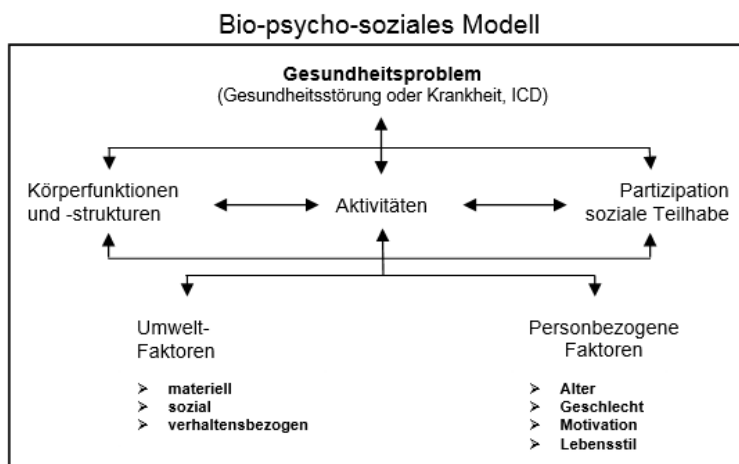 Bio-psycho-soziales Modell
Gesundheitsproblem
(Gesundheitsstörung oder Krankheit, ICD)
Körperfunktionen
und -strukturen
Aktivitäten
Partizipation
soziale Teilhabe
Umwelt-
Faktoren
➢ materiell
➢ sozial
➢ verhaltensbezogen
Personbezogene
Faktoren
➢ Alter
➢ Geschlecht
➢ Motivation
➢ Lebensstil